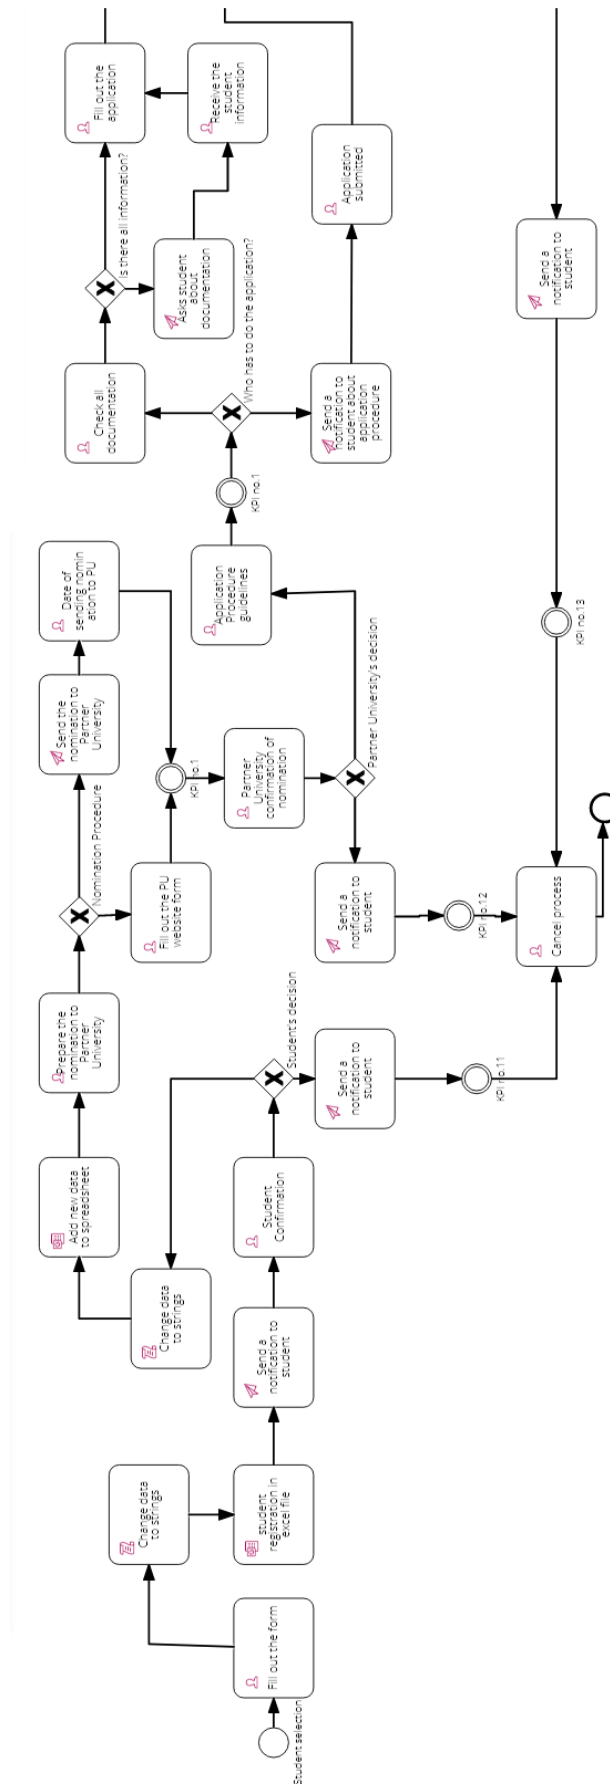 Student selection
Fill out the form
Change data
to strings
student
registration in
excel file
Send a
notification to
student
Student
Confirmation
Student's decision
Change data
to strings
Add new data
to spreadsheet
Prepare the
nomination to
Partner
University
Nomination Procedure
Send the
nomination to
Partner
University
Date of
sending nomin
ation to PU
Fill out the PU
website form
KPI no.1
Partner
University
confirmation of
nomination
Partner University's decision
Send a
notification to
student
KPI no.11
Send a
notification to
student
KPI no.12
Cancel process
KPI no.13
Send a
notification to
student
Application
Procedure
guidelines
KPI no.1
Who has to do the application?
Check all
documentation
Is there all information?
Asks student
about
documentation
Receive the
student
information
Fill out the
application
Send a
notification to
student about
application
procedure
Application
submitted